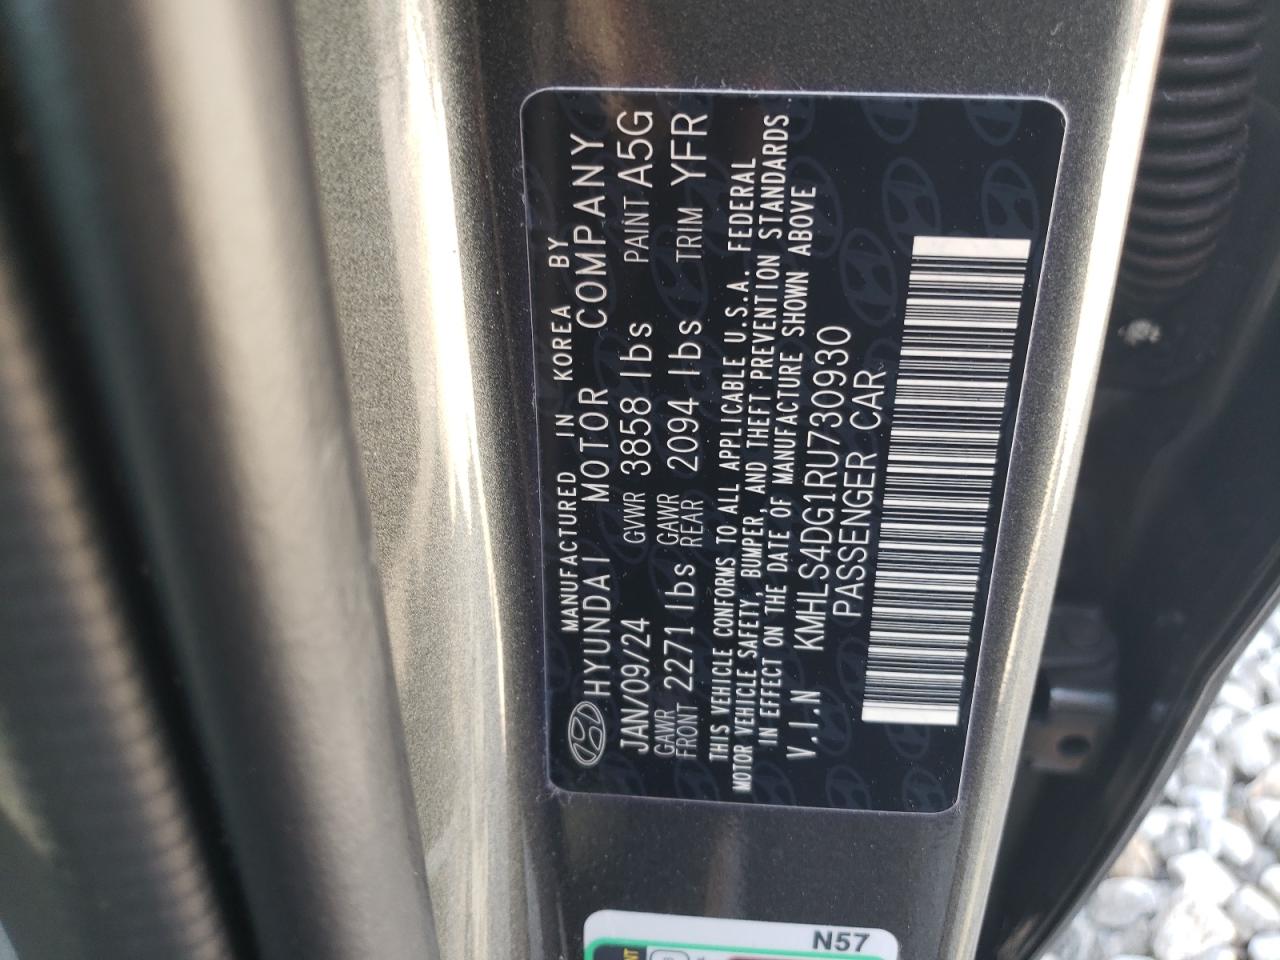 MANUFACTURED IN KOREA BY
HYUNDAI MOTOR COMPANY
JAN/09/24 GVWR 3858 lbs PAINT A5G
GAWR FRONT 2271 lbs GAWR REAR 2094 lbs TRIM YFR
THIS VEHICLE CONFORMS TO ALL APPLICABLE U.S.A. FEDERAL
MOTOR VEHICLE SAFETY, BUMPER, AND THEFT PREVENTION STANDARDS
IN EFFECT ON THE DATE OF MANUFACTURE SHOWN ABOVE
V.I.N KMHLS4DG1RU730930
PASSENGER CAR
N57